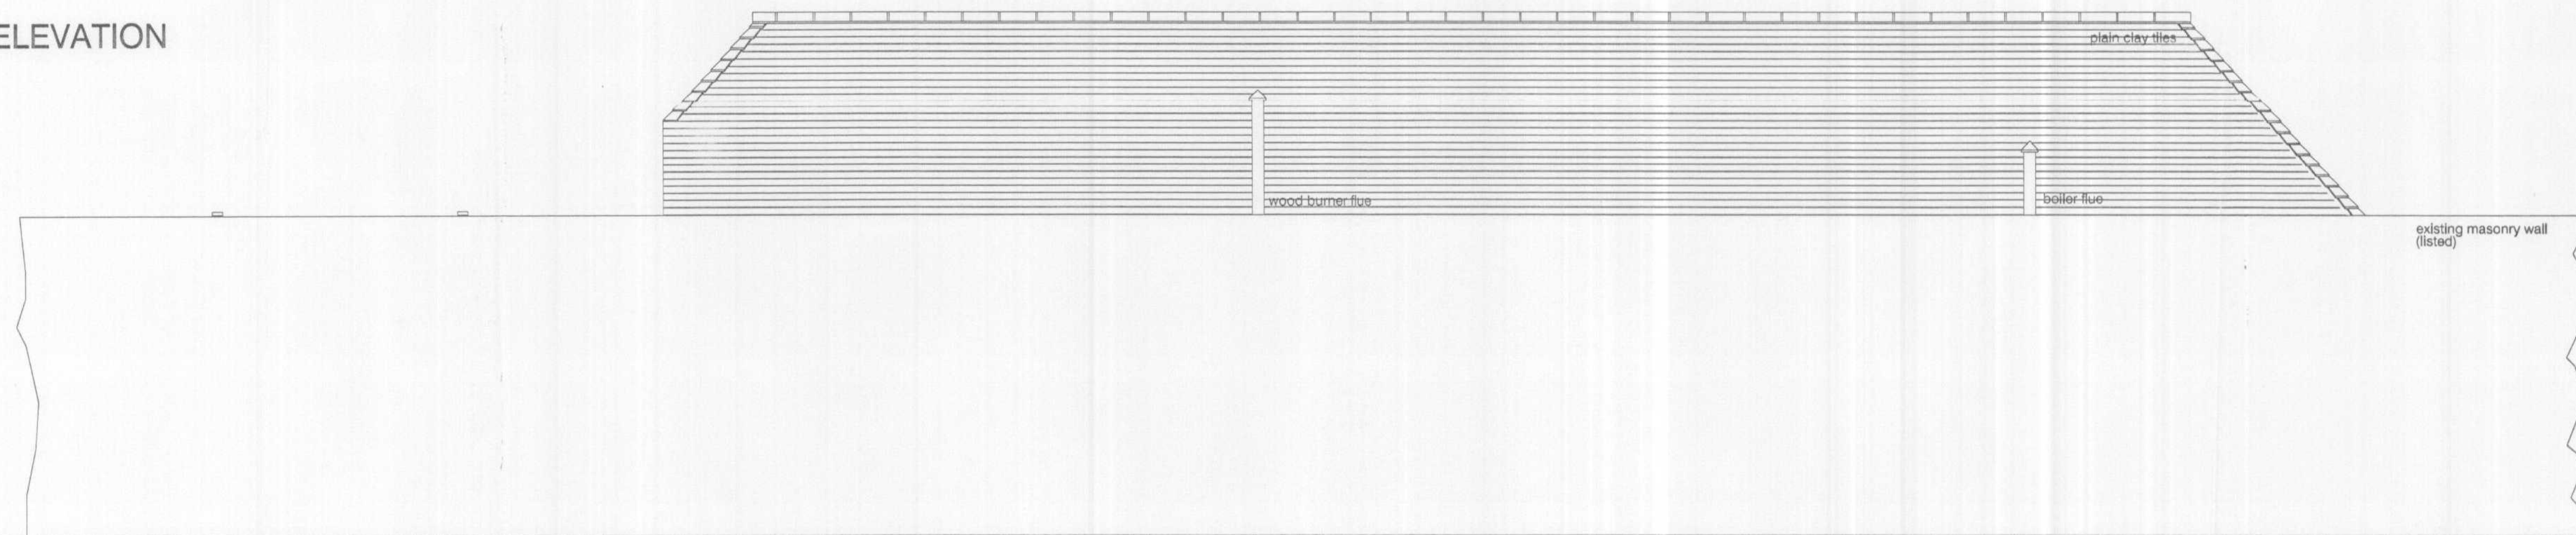 ELEVATION
plain clay tiles
wood burner flue
boiler flue
existing masonry wall
(listed)